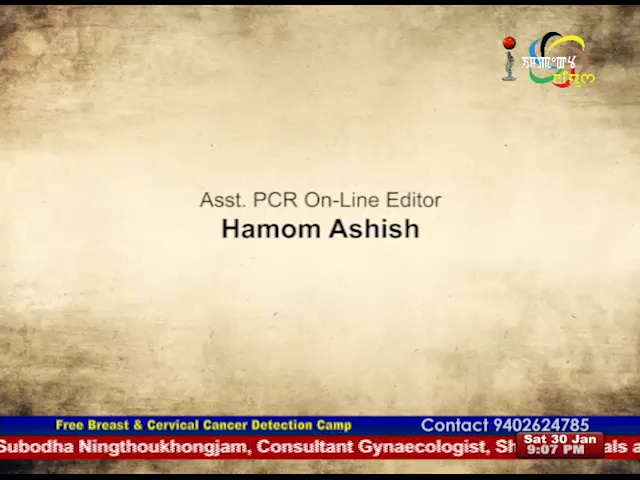 Asst. PCR On-Line Editor
Hamom Ashish
Free Breast & Cervical Cancer Detection Camp
Contact 9402624785
Subodha Ningthoukhongjam, Consultant Gynaecologist,
Sat 30 Jan
9:07 PM